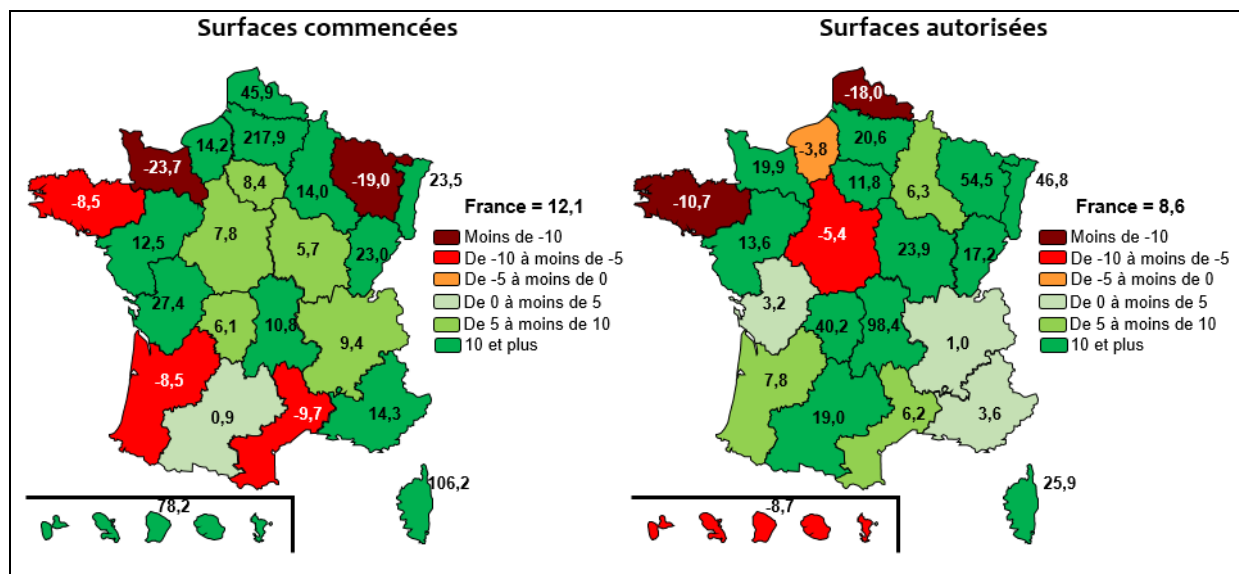 Surfaces commencées
45,9
14,2
217,9
-23,7
8,4
14,0
-19,0
23,5
-8,5
12,5
7,8
5,7
23,0
27,4
6,1
10,8
9,4
-8,5
0,9
-9,7
14,3
106,2
78,2
France = 12,1
Moins de -10
De -10 à moins de -5
De -5 à moins de 0
De 0 à moins de 5
De 5 à moins de 10
10 et plus
Surfaces autorisées
-18,0
-3,8
20,6
19,9
11,8
6,3
54,5
46,8
-10,7
13,6
-5,4
23,9
17,2
3,2
40,2
98,4
1,0
7,8
19,0
6,2
3,6
25,9
-8,7
France = 8,6
Moins de -10
De -10 à moins de -5
De -5 à moins de 0
De 0 à moins de 5
De 5 à moins de 10
10 et plus